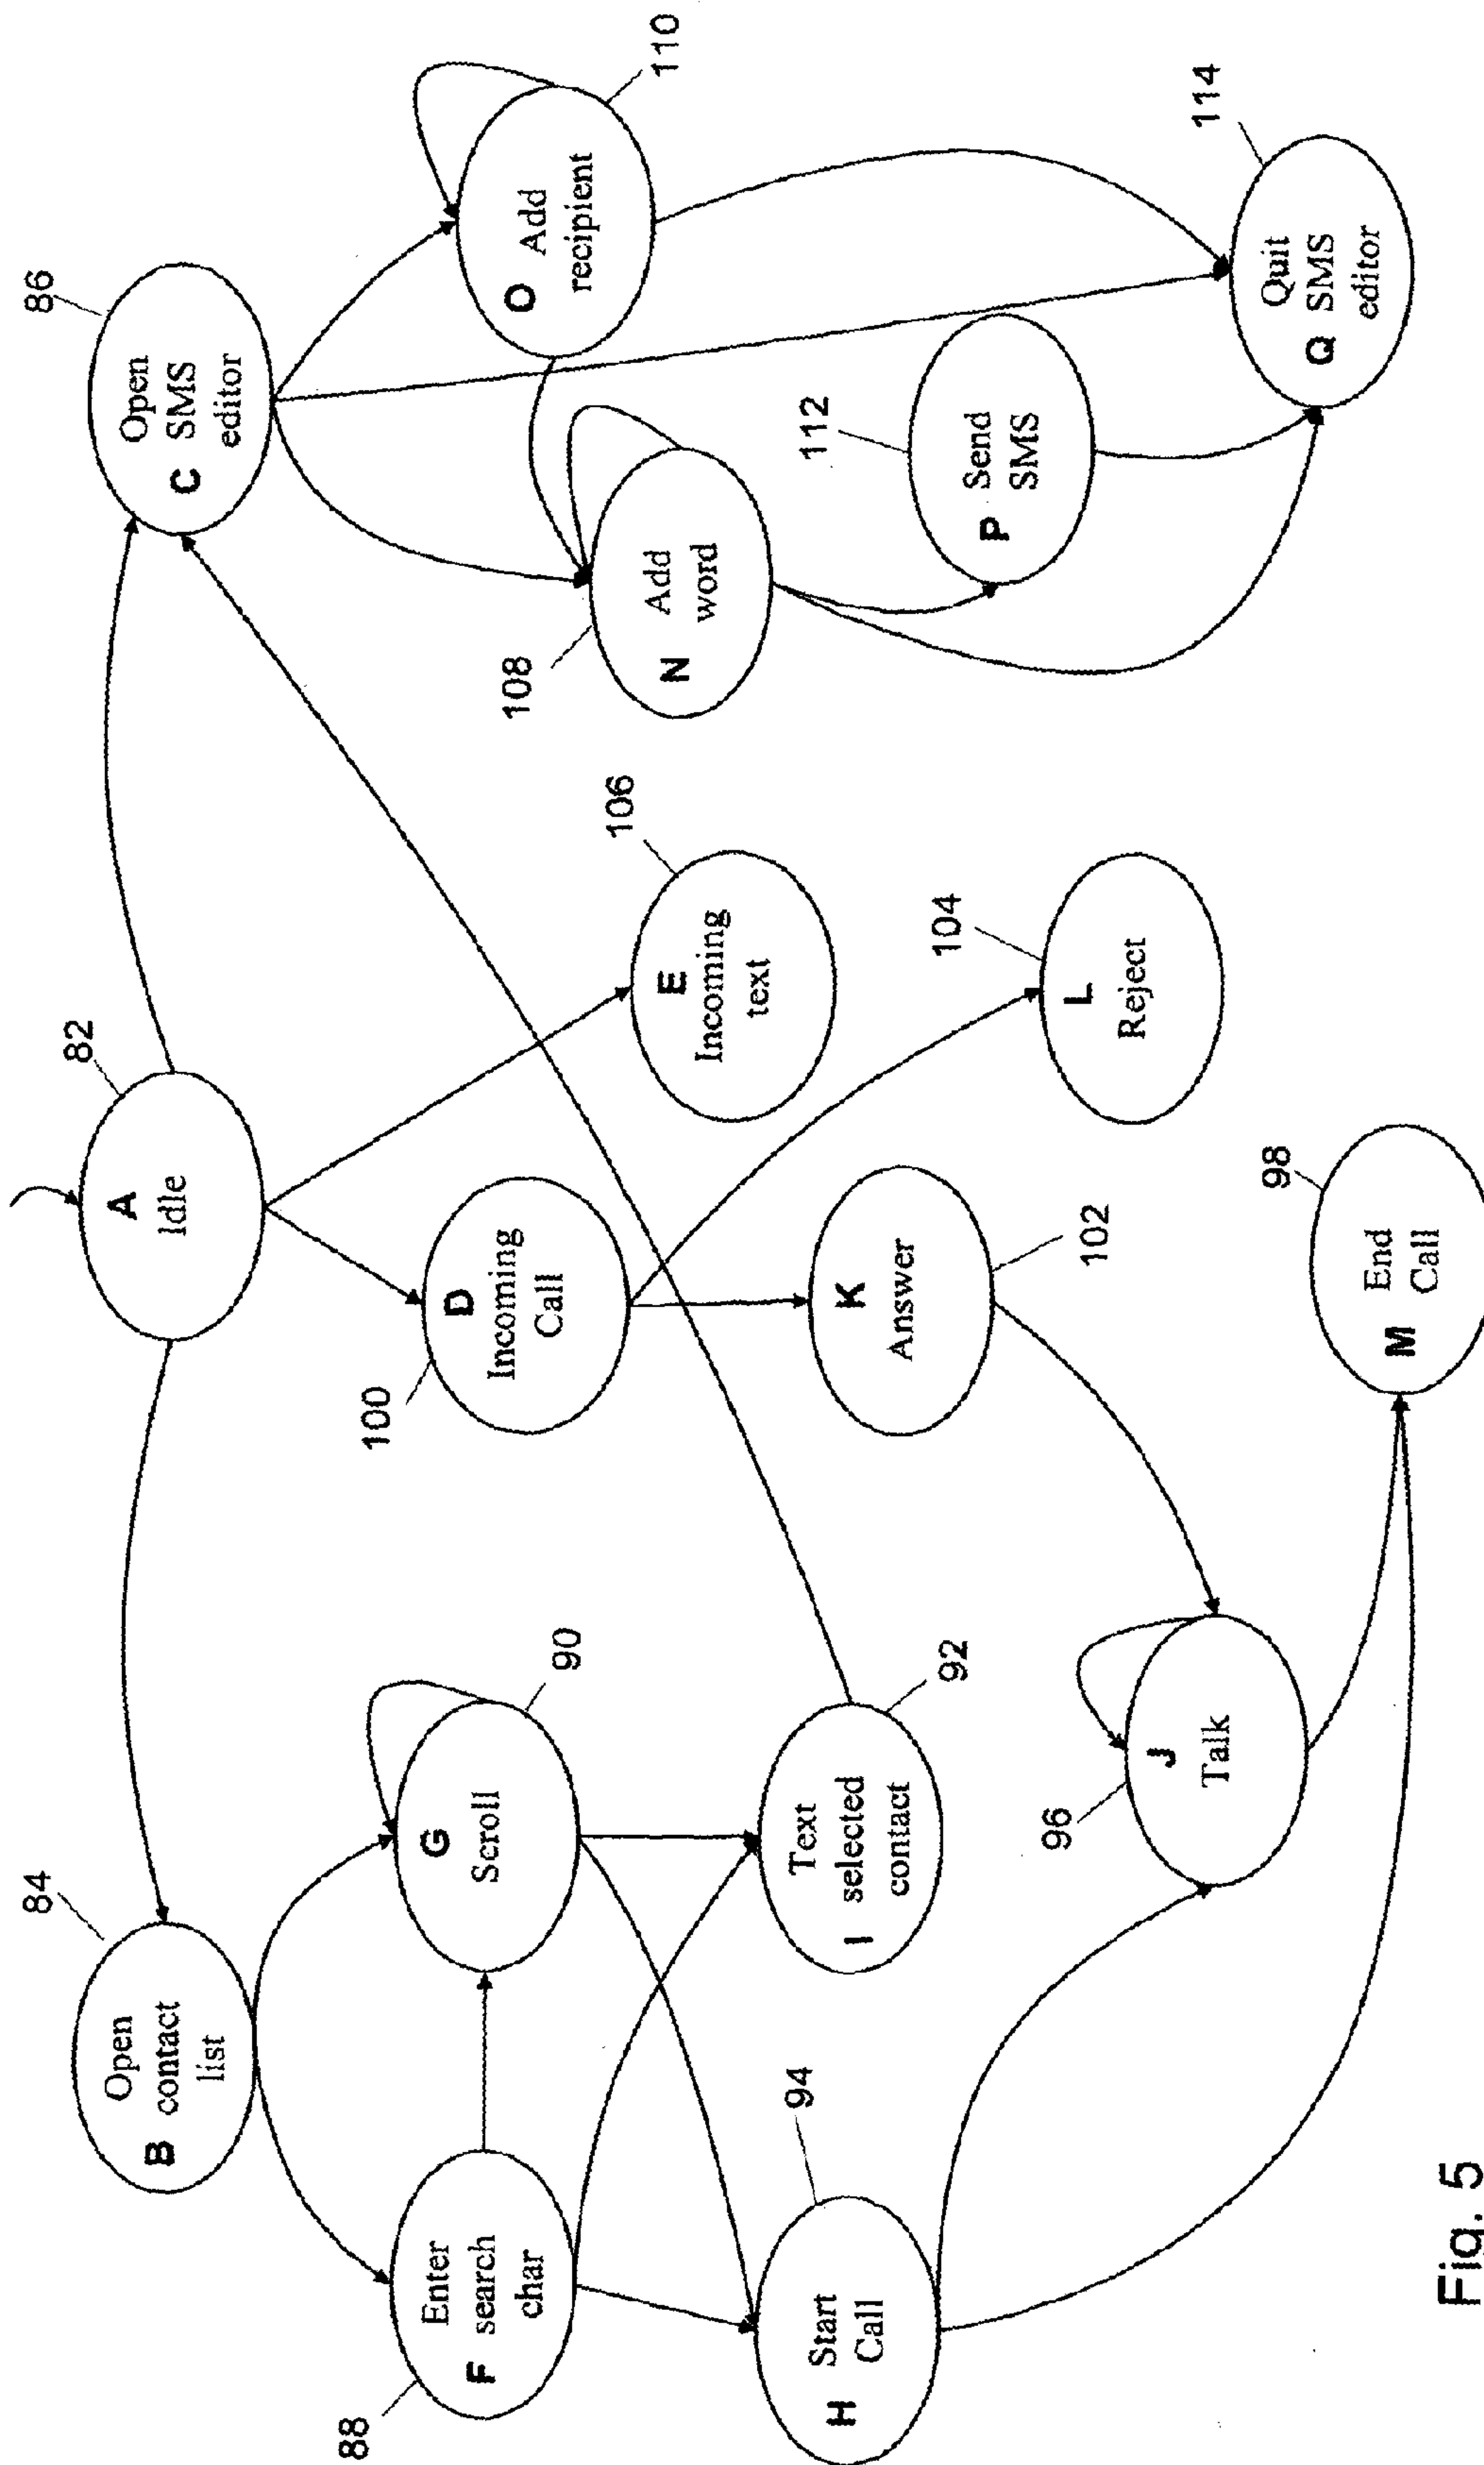 84
82
86
B
Open
contact
list
A
Idle
C
Open
SMS
editor
88
F
Enter
search
char
G
Scroll
90
100
D
Incoming
Call
106
E
Incoming
text
108
N
Add
word
O
Add
recipient
110
94
H
Start
Call
I
Text
selected
contact
92
K
Answer
102
104
L
Reject
112
P
Send
SMS
96
J
Talk
98
M
End
Call
114
Q
Quit
SMS
editor
Fig. 5